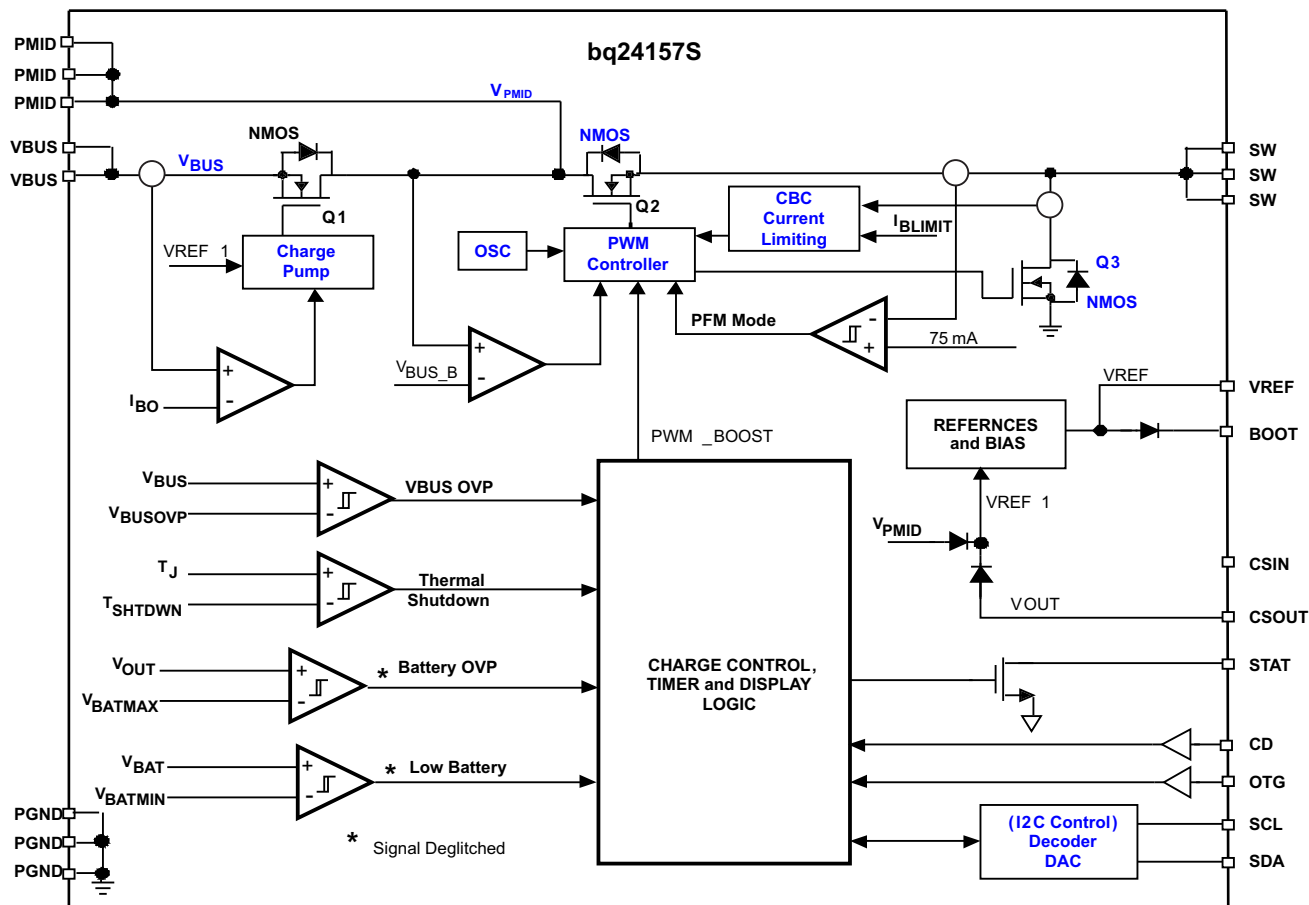 bq24157S
PMID
PMID
PMID
VPMID
VBUS
VBUS
VBUS
NMOS
Q1
NMOS
Q2
SW
SW
SW
VREF 1
Charge
Pump
OSC
PWM
Controller
CBC
Current
Limiting
IBLIMIT
Q3
NMOS
PFM Mode
-
+
75 mA
+
-
IBO
+
-
VBUS_B
PWM _BOOST
REFERNCES
and BIAS
VREF
VREF
BOOT
VREF 1
VPMID
VOUT
CSIN
CSOUT
VBUS
VBUSOVP
+
-
VBUS OVP
TJ
TSHTDWN
+
-
Thermal
Shutdown
VOUT
VBATMAX
+
-
* Battery OVP
VBAT
VBATMIN
+
-
* Low Battery
* Signal Deglitched
CHARGE CONTROL,
TIMER and DISPLAY
LOGIC
STAT
CD
OTG
(I2C Control)
Decoder
DAC
SCL
SDA
PGND
PGND
PGND